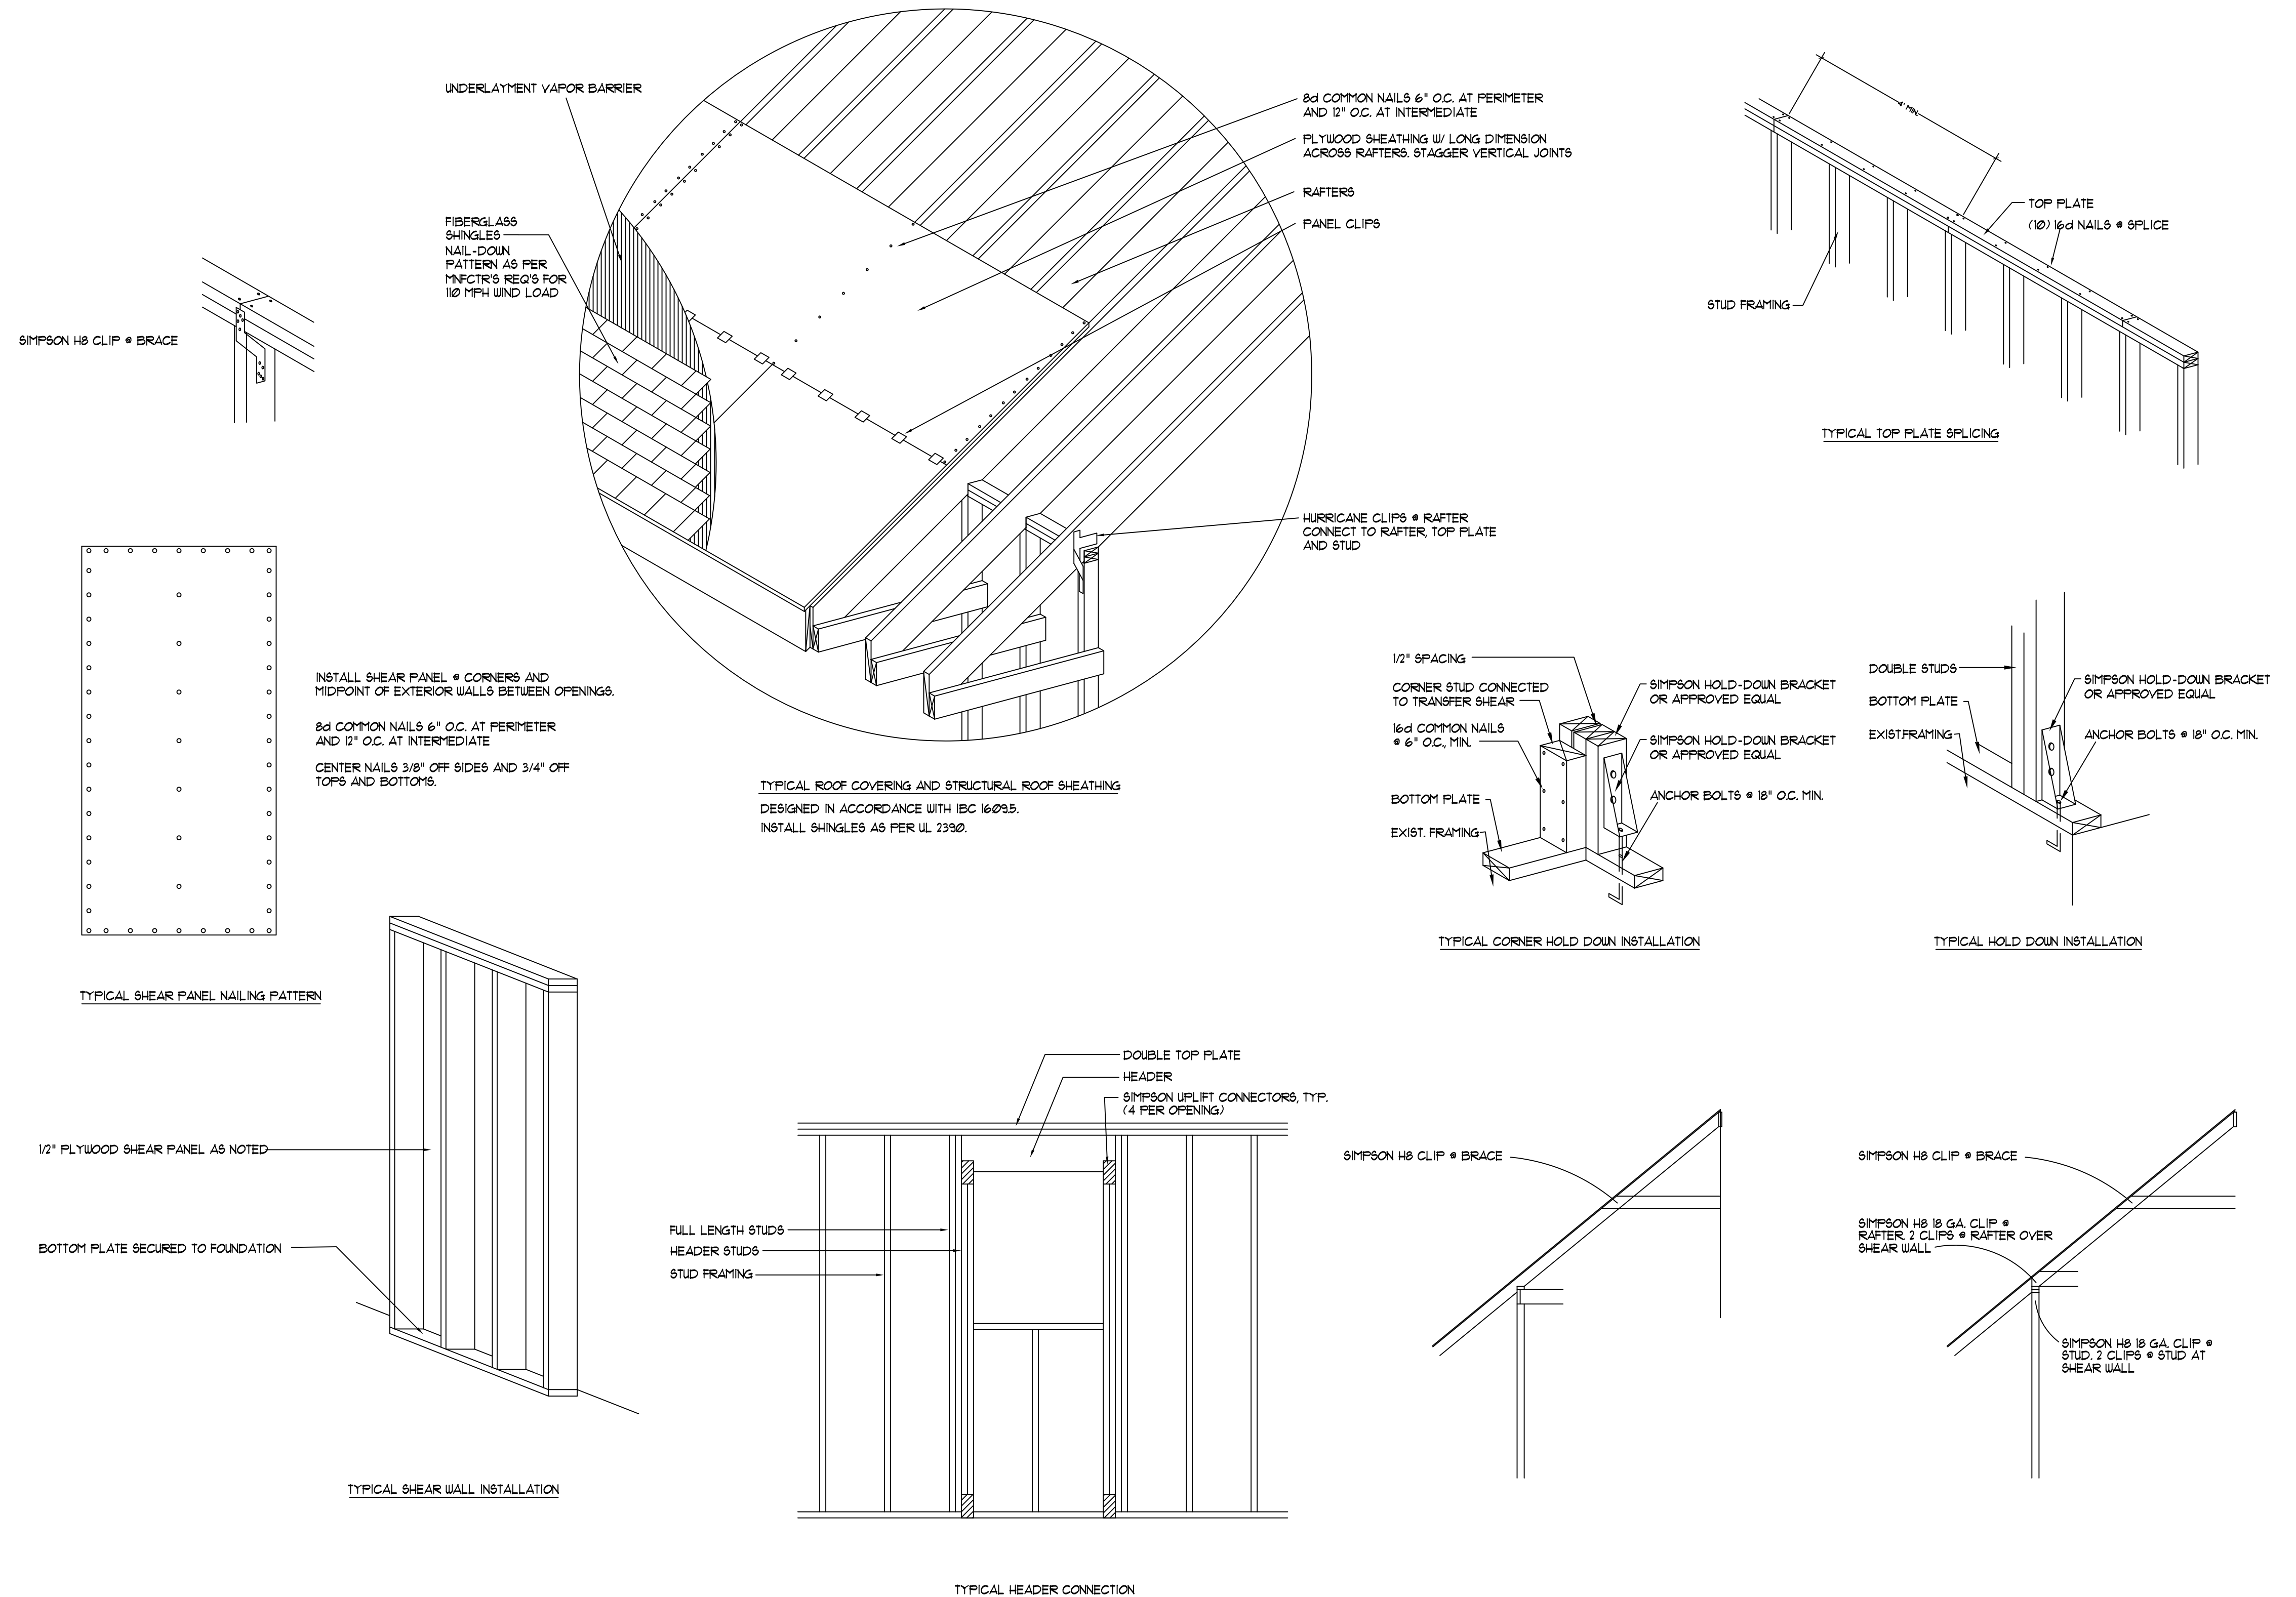 UNDERLAYMENT VAPOR BARRIER
FIBERGLASS
SHINGLES
NAIL-DOWN
PATTERN AS PER
MNFCTR'S REQ'S FOR
110 MPH WIND LOAD
8d COMMON NAILS 6" O.C. AT PERIMETER
AND 12" O.C. AT INTERMEDIATE
PLYWOOD SHEATHING W/ LONG DIMENSION
ACROSS RAFTERS. STAGGER VERTICAL JOINTS
RAFTERS
PANEL CLIPS
HURRICANE CLIPS @ RAFTER
CONNECT TO RAFTER, TOP PLATE
AND STUD
TYPICAL ROOF COVERING AND STRUCTURAL ROOF SHEATHING
DESIGNED IN ACCORDANCE WITH IBC 1609.5.
INSTALL SHINGLES AS PER UL 2390.
4' MIN.
TOP PLATE
(10) 16d NAILS @ SPLICE
STUD FRAMING
TYPICAL TOP PLATE SPLICING
SIMPSON H8 CLIP @ BRACE
INSTALL SHEAR PANEL @ CORNERS AND
MIDPOINT OF EXTERIOR WALLS BETWEEN OPENINGS.
8d COMMON NAILS 6" O.C. AT PERIMETER
AND 12" O.C. AT INTERMEDIATE
CENTER NAILS 3/8" OFF SIDES AND 3/4" OFF
TOPS AND BOTTOMS.
TYPICAL SHEAR PANEL NAILING PATTERN
1/2" SPACING
CORNER STUD CONNECTED
TO TRANSFER SHEAR
16d COMMON NAILS
@ 6" O.C., MIN.
BOTTOM PLATE
EXIST. FRAMING
SIMPSON HOLD-DOWN BRACKET
OR APPROVED EQUAL
SIMPSON HOLD-DOWN BRACKET
OR APPROVED EQUAL
ANCHOR BOLTS @ 18" O.C. MIN.
TYPICAL CORNER HOLD DOWN INSTALLATION
DOUBLE STUDS
BOTTOM PLATE
EXIST.FRAMING
SIMPSON HOLD-DOWN BRACKET
OR APPROVED EQUAL
ANCHOR BOLTS @ 18" O.C. MIN.
TYPICAL HOLD DOWN INSTALLATION
1/2" PLYWOOD SHEAR PANEL AS NOTED
BOTTOM PLATE SECURED TO FOUNDATION
TYPICAL SHEAR WALL INSTALLATION
DOUBLE TOP PLATE
HEADER
SIMPSON UPLIFT CONNECTORS, TYP.
(4 PER OPENING)
FULL LENGTH STUDS
HEADER STUDS
STUD FRAMING
TYPICAL HEADER CONNECTION
SIMPSON H8 CLIP @ BRACE
SIMPSON H8 CLIP @ BRACE
SIMPSON H8 18 GA. CLIP @
RAFTER. 2 CLIPS @ RAFTER OVER
SHEAR WALL
SIMPSON H8 18 GA. CLIP @
STUD. 2 CLIPS @ STUD AT
SHEAR WALL